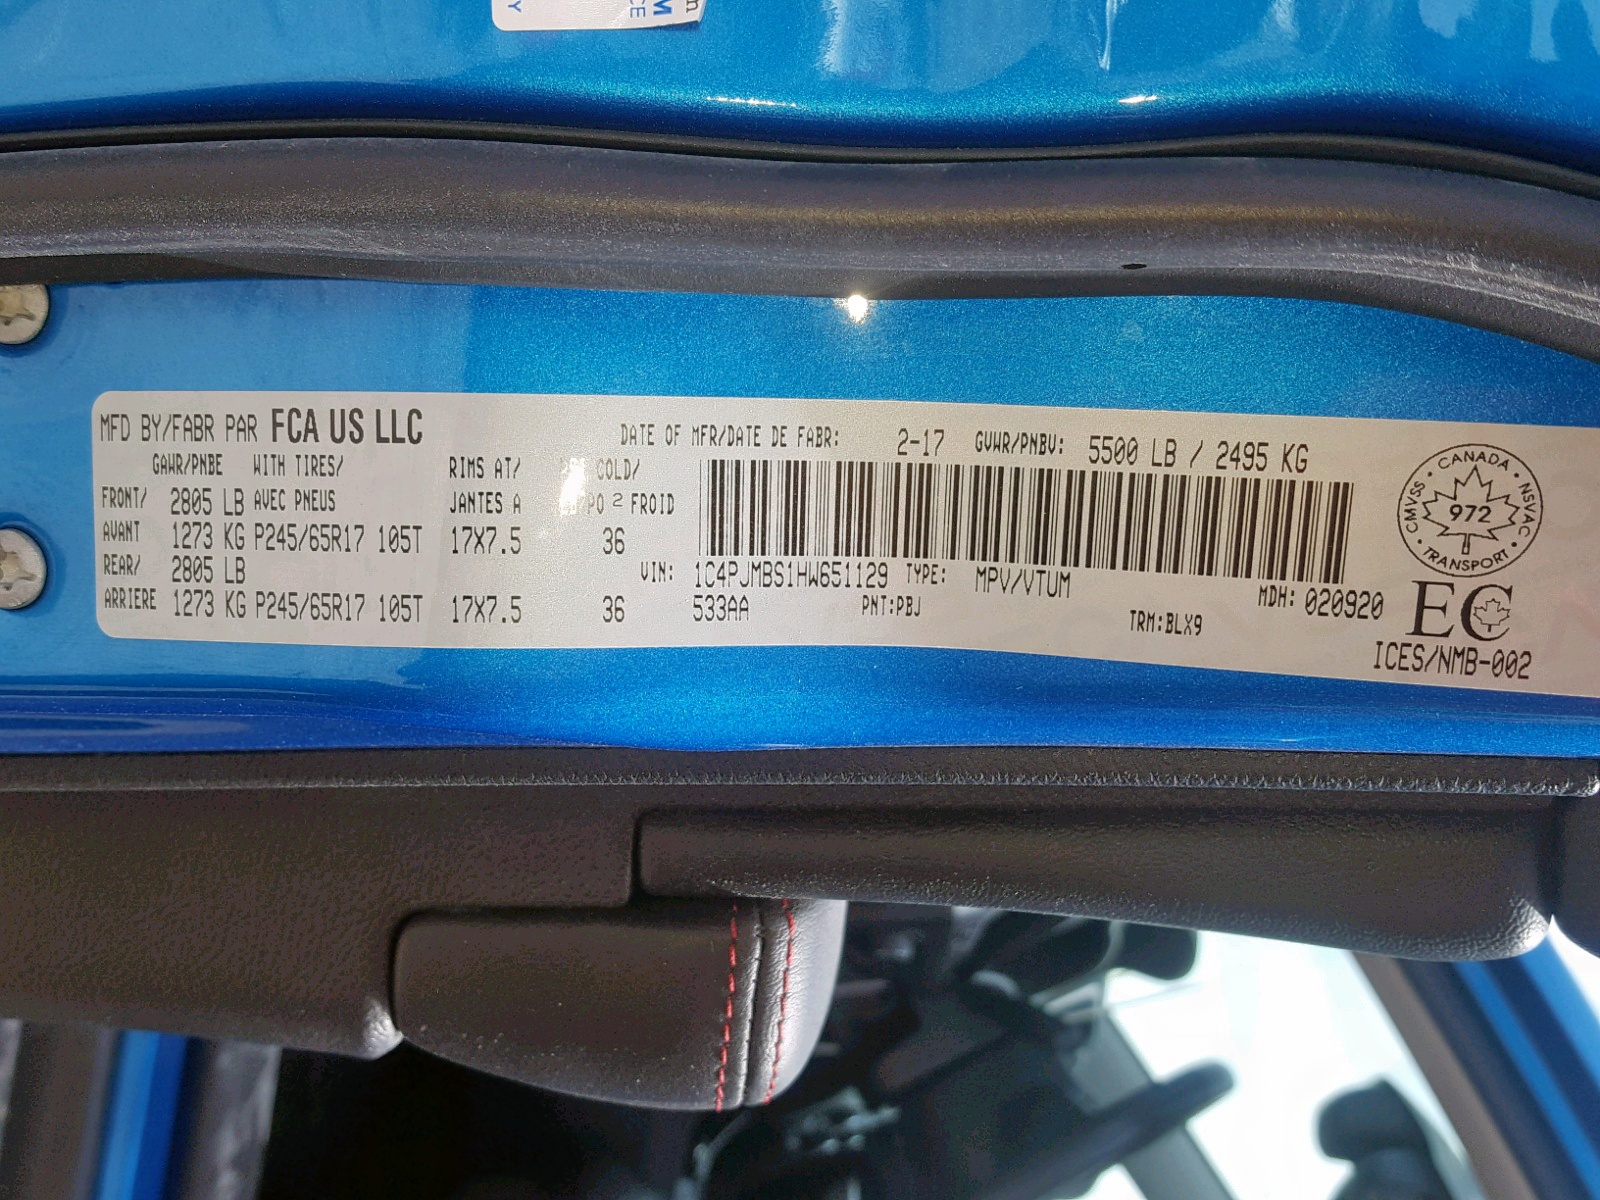 M
CE
Y
MFD BY/FABR PAR FCA US LLC
DATE OF MFR/DATE DE FABR: 2-17 GVWR/PNBV: 5500 LB / 2495 KG
GAWR/PNBE WITH TIRES/ RIMS AT/ COLD/
FRONT/ 2805 LB AVEC PNEUS JANTES A PO 2 FROID
AVANT 1273 KG P245/65R17 105T 17X7.5 36
REAR/ 2805 LB
ARRIERE 1273 KG P245/65R17 105T 17X7.5 36
VIN: 1C4PJMBS1HW651129 TYPE: MPV/VTUM MDH: 020920
533AA PNT:PBJ TRM:BLX9
CANADA
CMVSS 972 NSVAC
TRANSPORT
EC
ICES/NMB-002